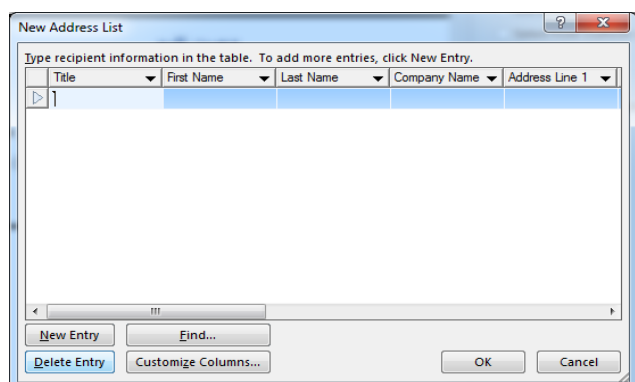 New Address List
?
X
Type recipient information in the table. To add more entries, click New Entry.
Title First Name Last Name Company Name Address Line 1
New Entry Find...
Delete Entry Customize Columns... OK Cancel